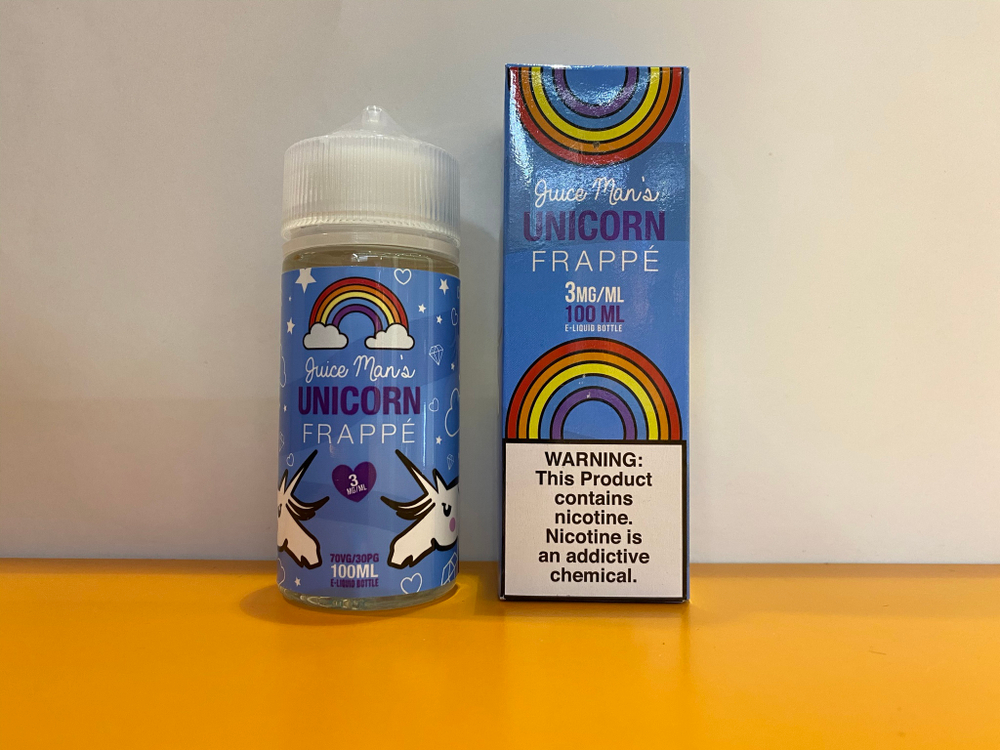 Juice Man's
UNICORN
FRAPPÉ
3
MG/ML
70VG/30PG
100ML
E-LIQUID BOTTLE
Juice Man's
UNICORN
FRAPPÉ
3MG/ML
100 ML
E-LIQUID BOTTLE
WARNING:
This Product
contains
nicotine.
Nicotine is
an addictive
chemical.